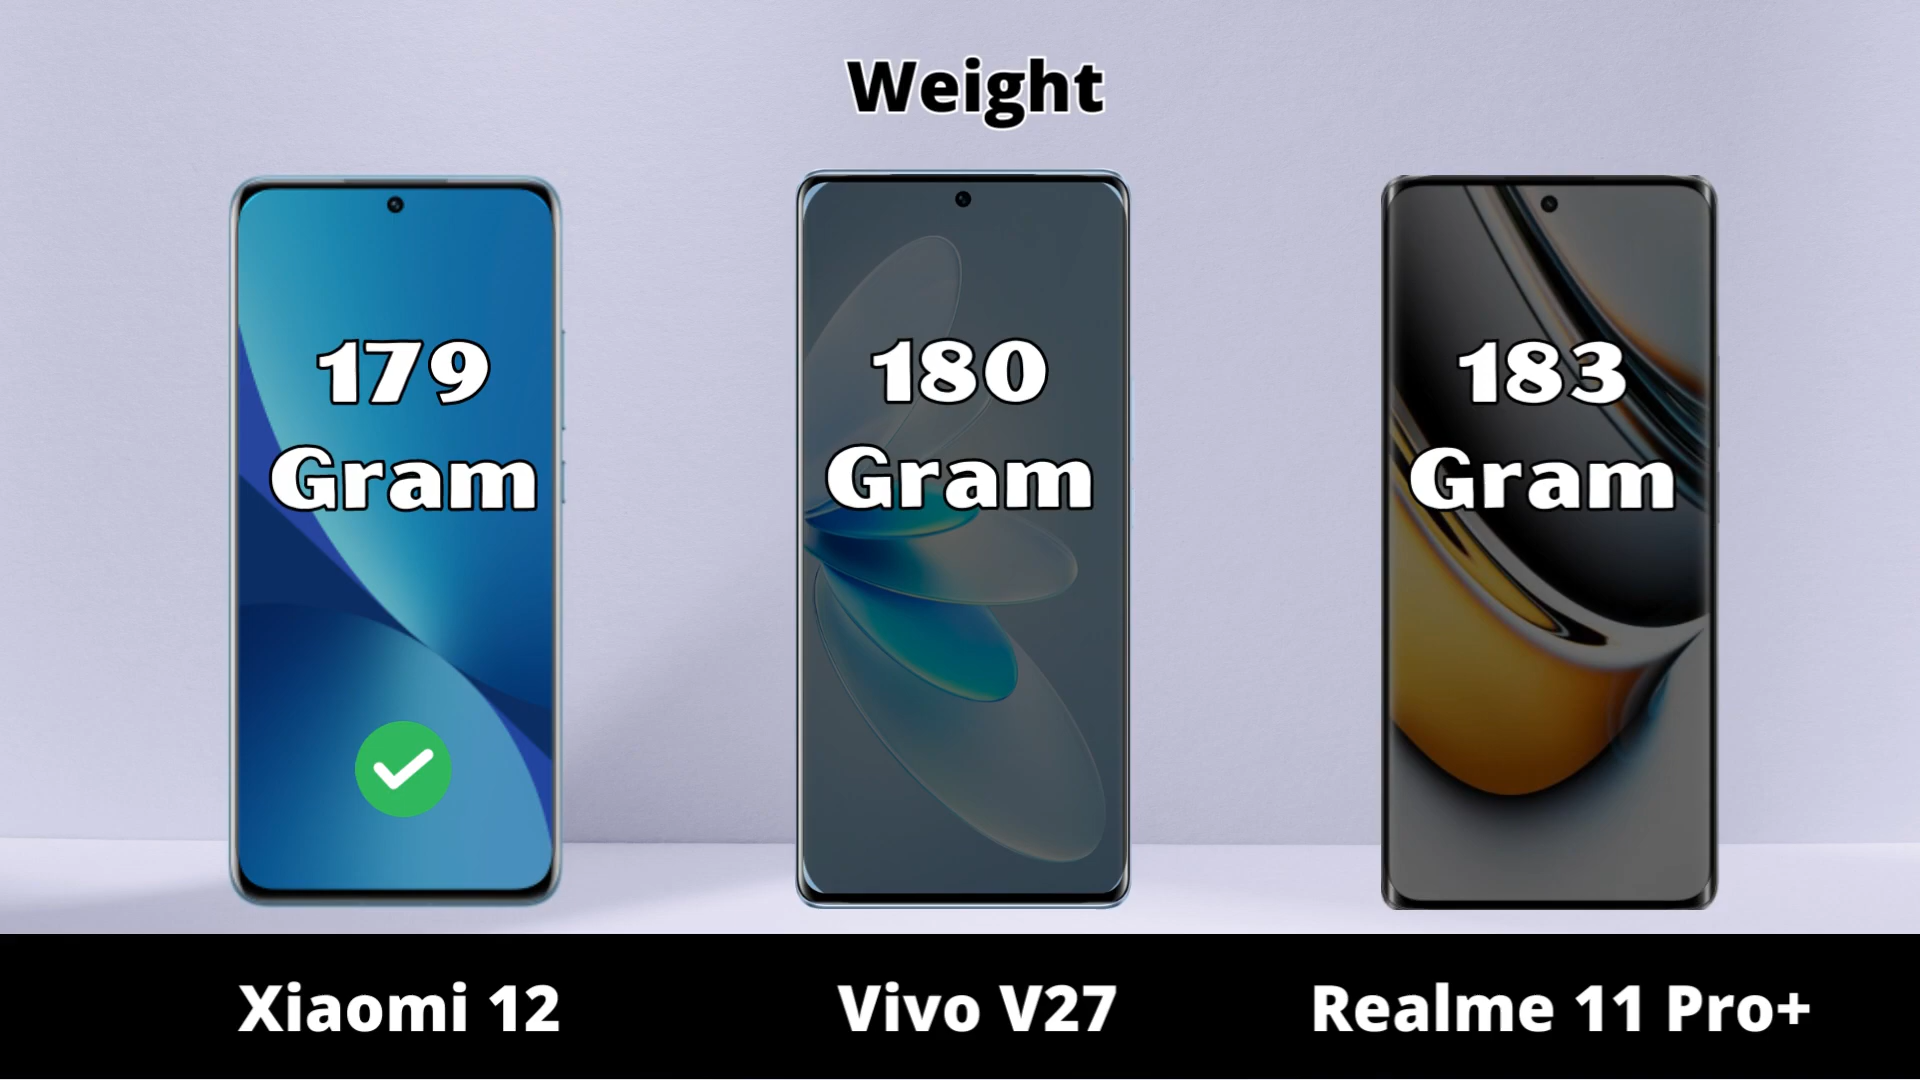 Weight
179
Gram
180
Gram
183
Gram
Xiaomi 12
Vivo V27
Realme 11 Pro+